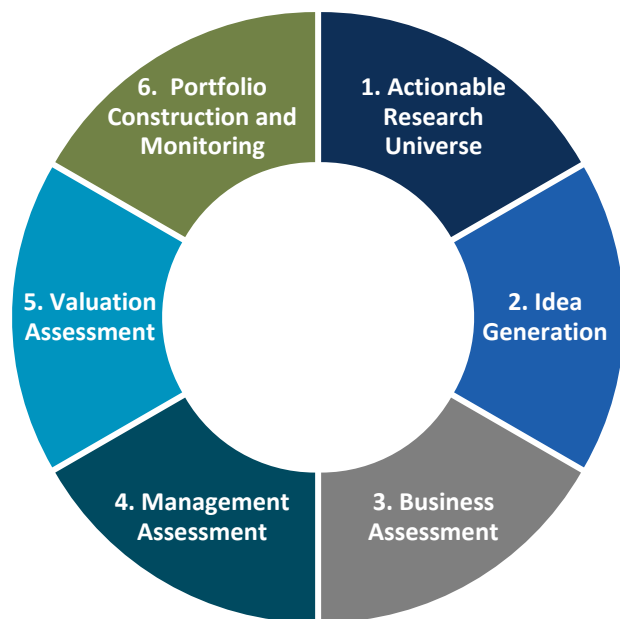 1. Actionable
Research
Universe
2. Idea
Generation
3. Business
Assessment
4. Management
Assessment
5. Valuation
Assessment
6.  Portfolio
Construction and
Monitoring